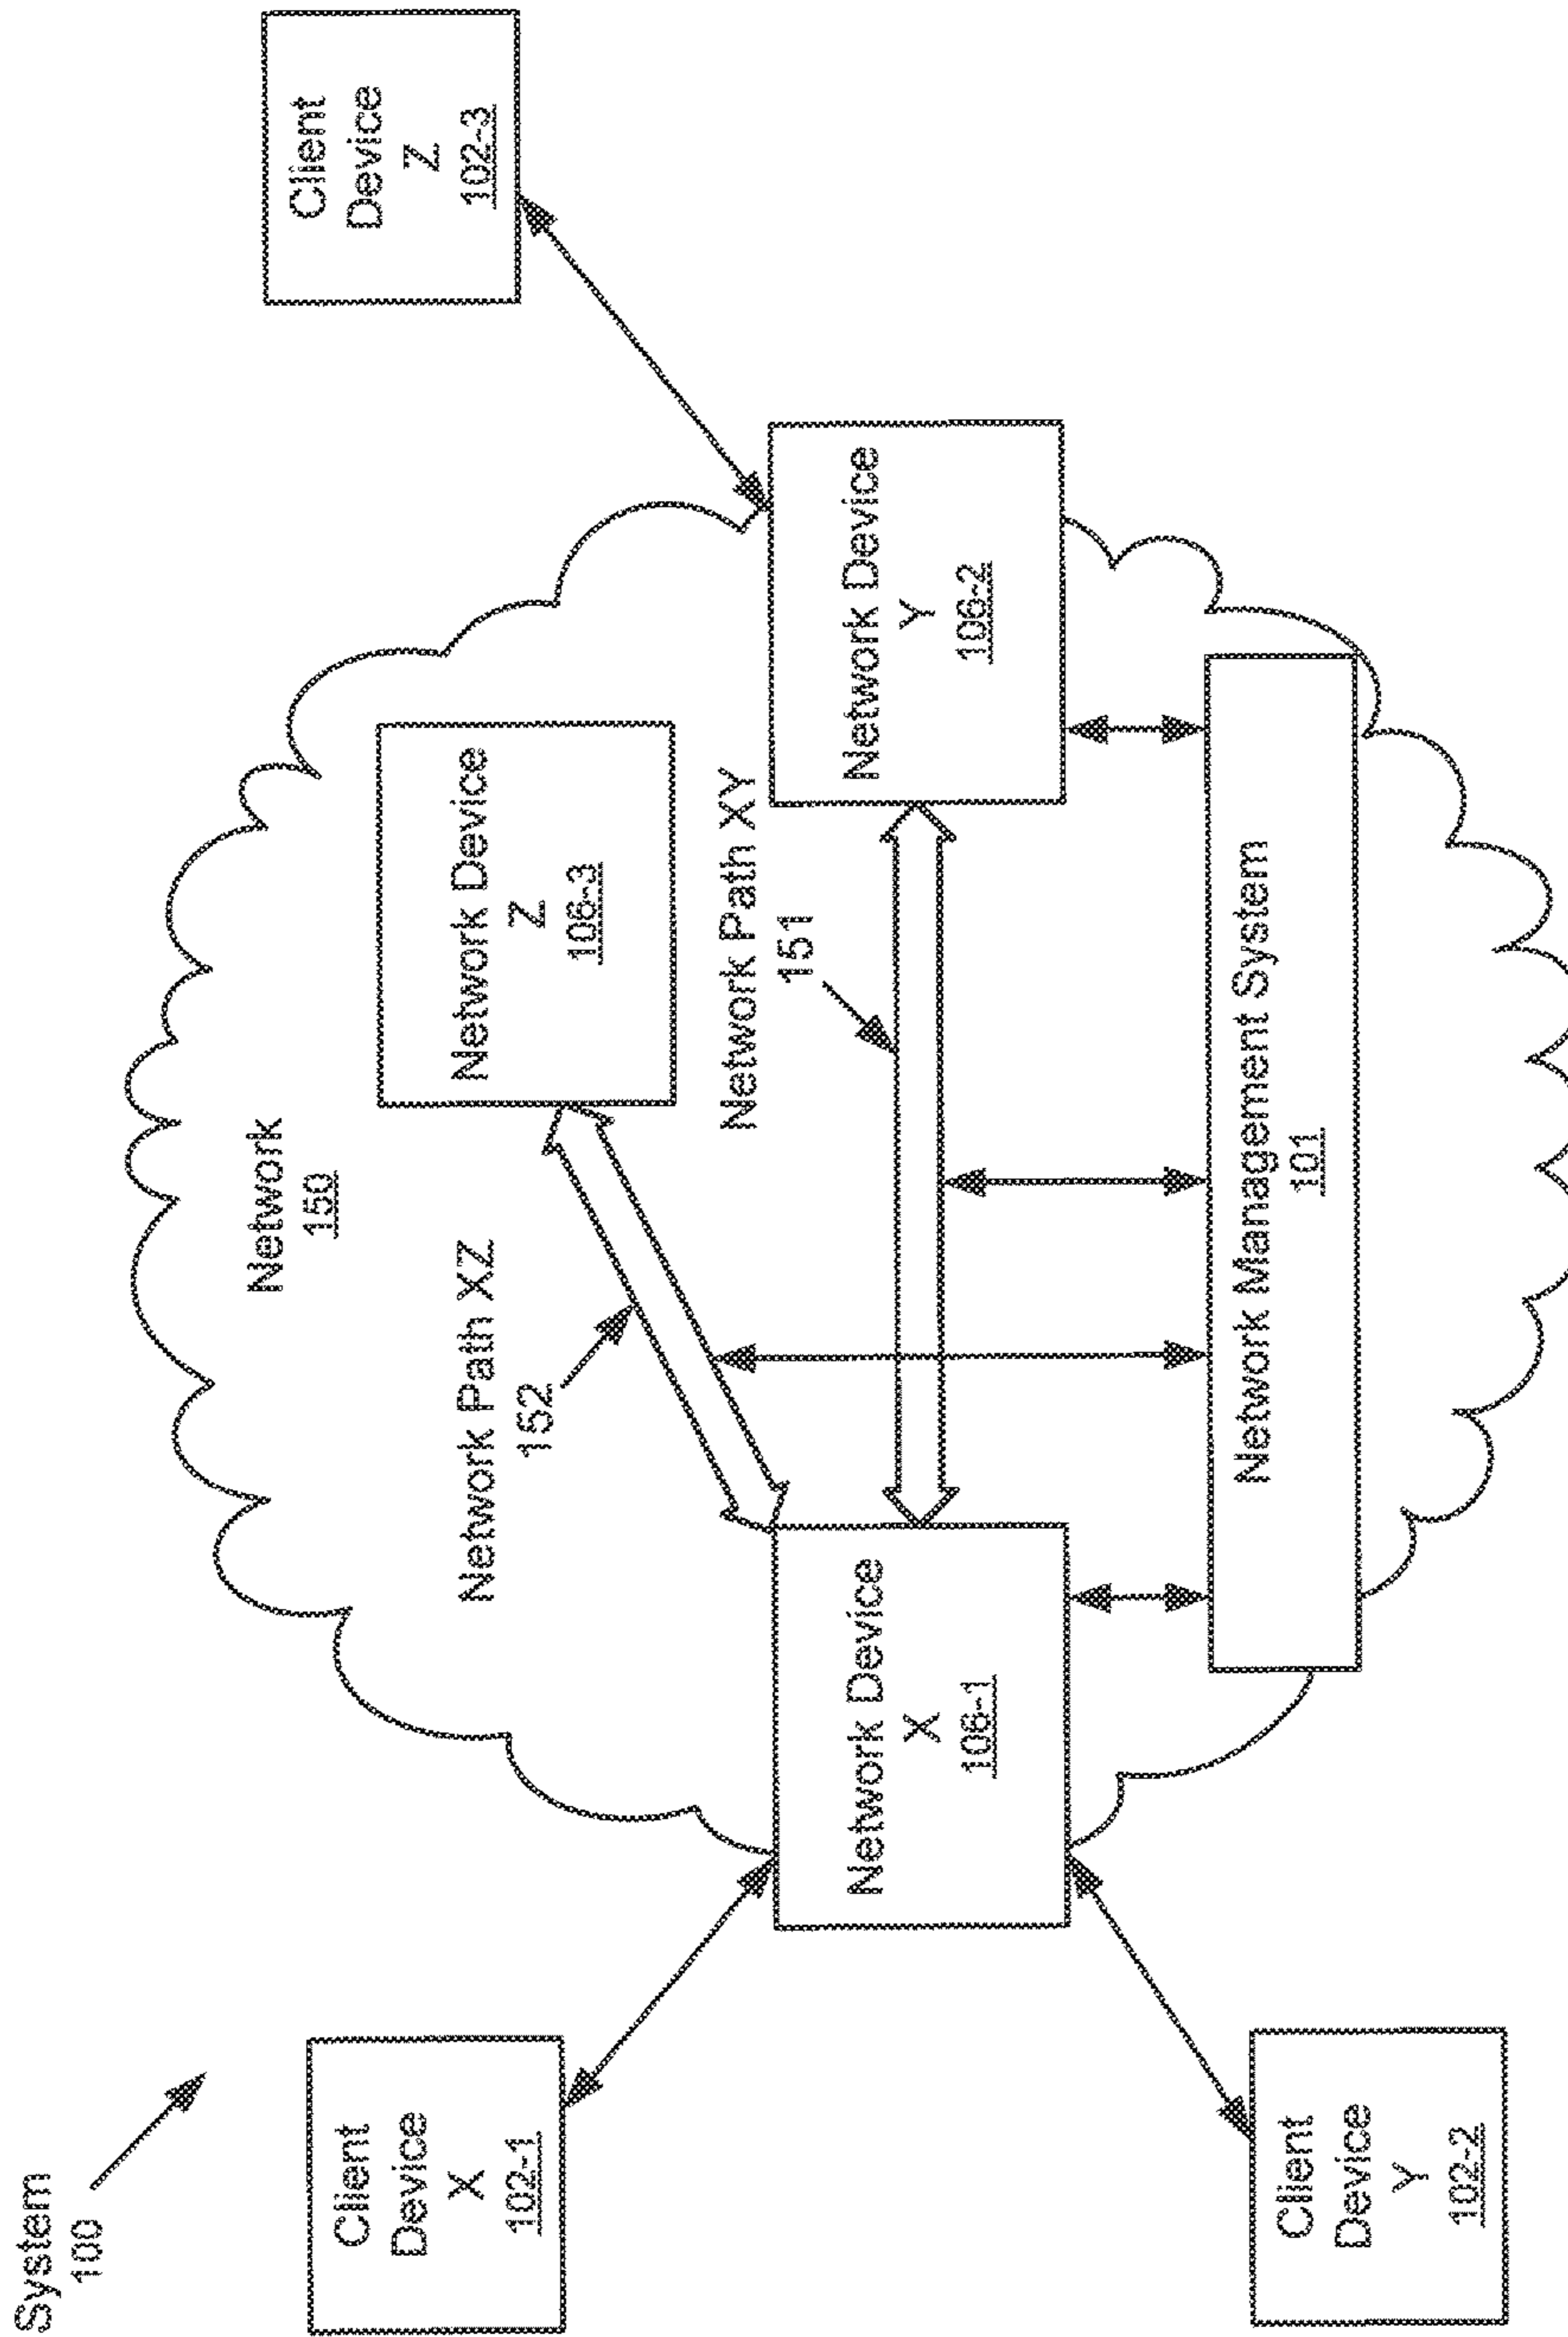 System
100
Client
Device
X
102-1
Client
Device
Y
102-2
Network
150
Network Path XZ
152
Network Device
X
106-1
Network Device
Z
106-3
Network Path XY
151
Network Device
Y
106-2
Network Management System
101
Client
Device
Z
102-3